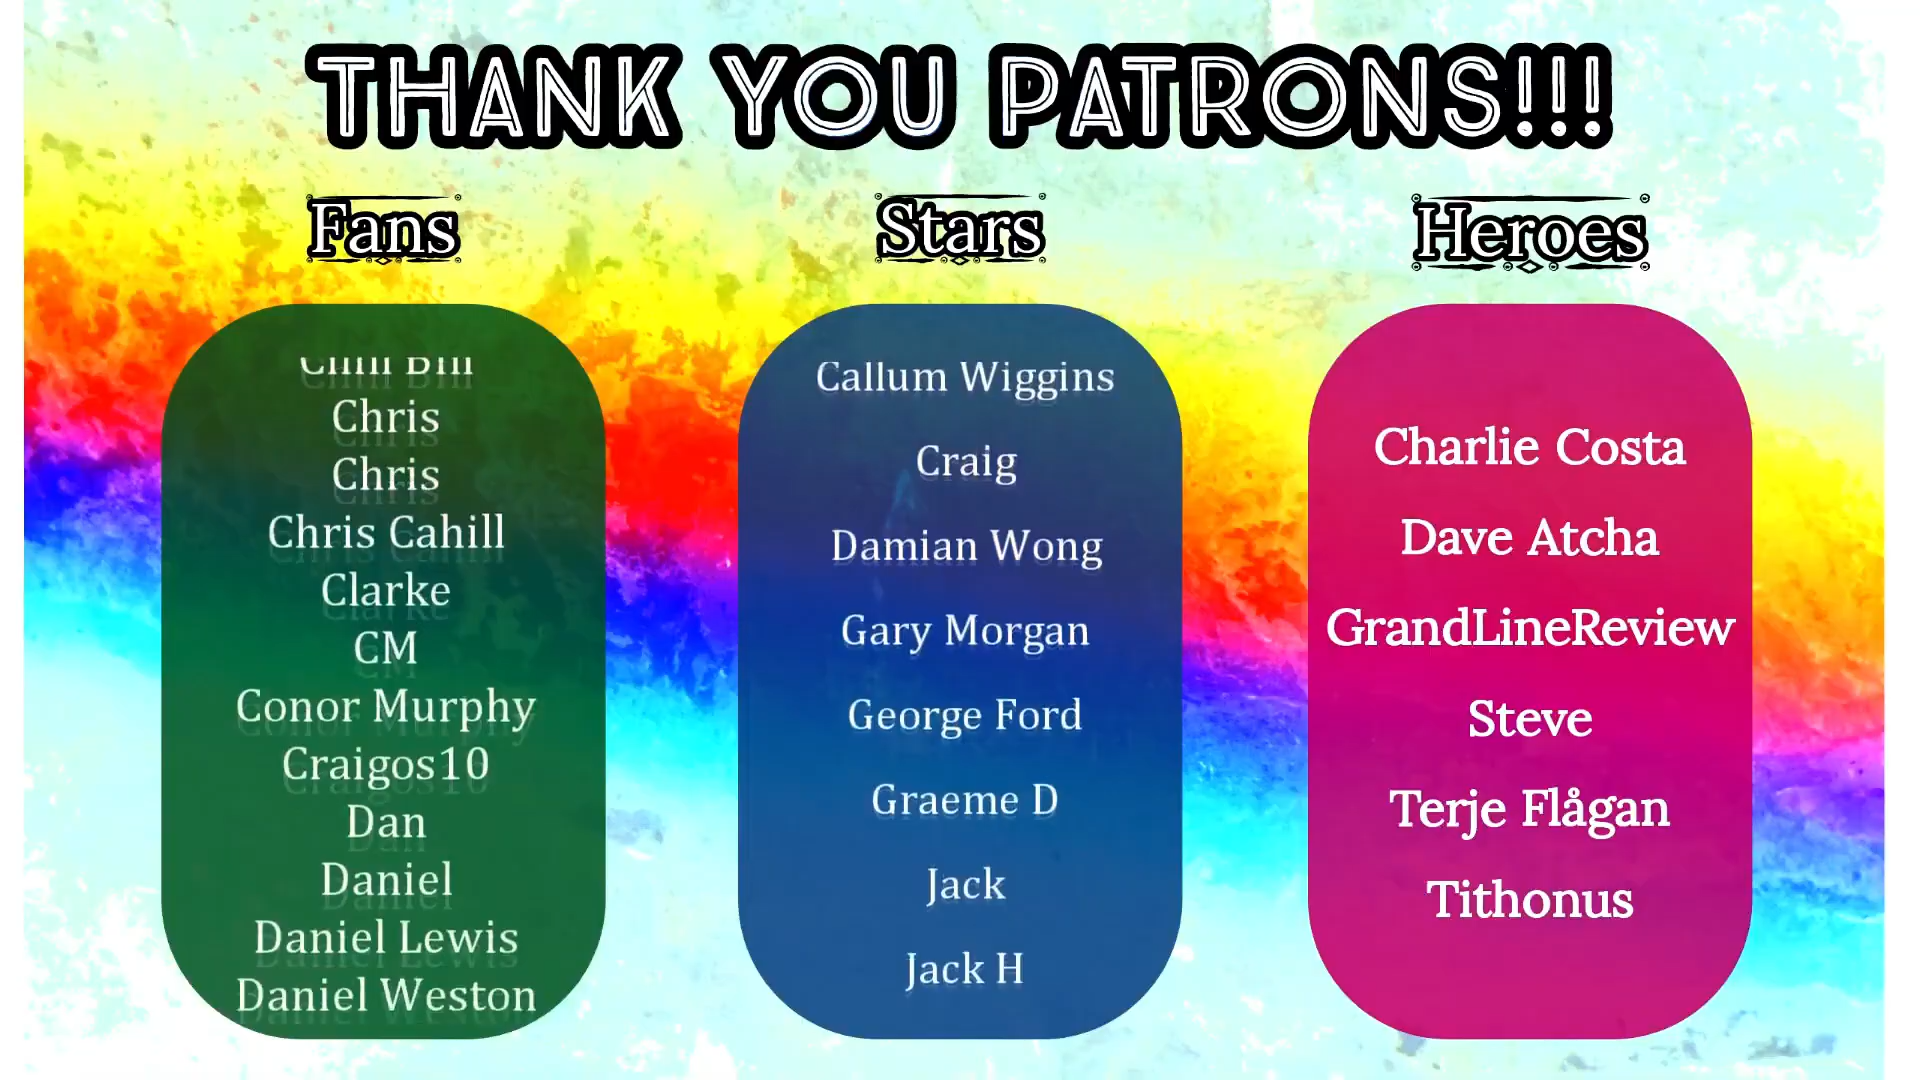 THANK YOU PATRONS!!!
Fans
Chris
Chris
Chris Cahill
Clarke
CM
Conor Murphy
Craigos10
Dan
Daniel
Daniel Lewis
Daniel Weston
Stars
Callum Wiggins
Craig
Damian Wong
Gary Morgan
George Ford
Graeme D
Jack
Jack H
Heroes
Charlie Costa
Dave Atcha
GrandLineReview
Steve
Terje Flågan
Tithonus